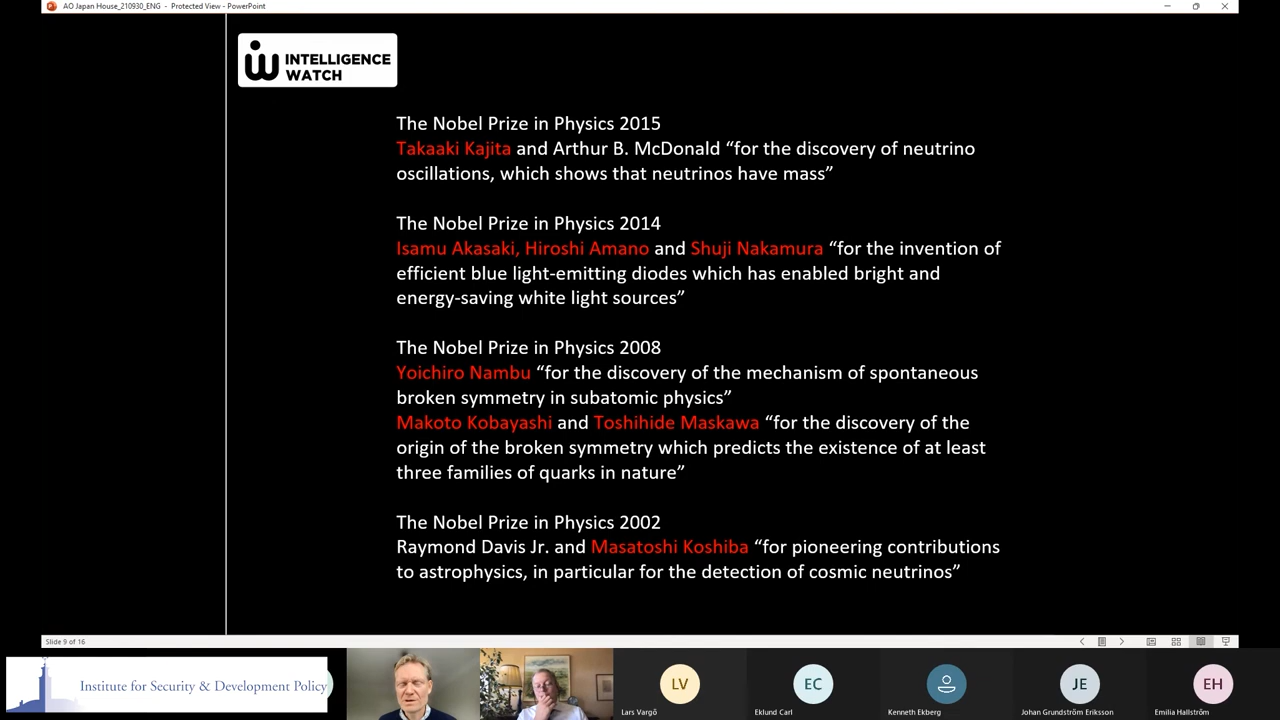 AO Japan House_210930_ENG - Protected View - PowerPoint
INTELLIGENCE
WATCH
The Nobel Prize in Physics 2015
Takaaki Kajita and Arthur B. McDonald “for the discovery of neutrino
oscillations, which shows that neutrinos have mass”
The Nobel Prize in Physics 2014
Isamu Akasaki, Hiroshi Amano and Shuji Nakamura “for the invention of
efficient blue light-emitting diodes which has enabled bright and
energy-saving white light sources”
The Nobel Prize in Physics 2008
Yoichiro Nambu “for the discovery of the mechanism of spontaneous
broken symmetry in subatomic physics”
Makoto Kobayashi and Toshihide Maskawa “for the discovery of the
origin of the broken symmetry which predicts the existence of at least
three families of quarks in nature”
The Nobel Prize in Physics 2002
Raymond Davis Jr. and Masatoshi Koshiba “for pioneering contributions
to astrophysics, in particular for the detection of cosmic neutrinos”
Slide 9 of 16
Institute for Security & Development Policy
LV
EC
JE
EH
Lars Vargö
Eklund Carl
Kenneth Ekberg
Johan Grundström Eriksson
Emilia Hallström